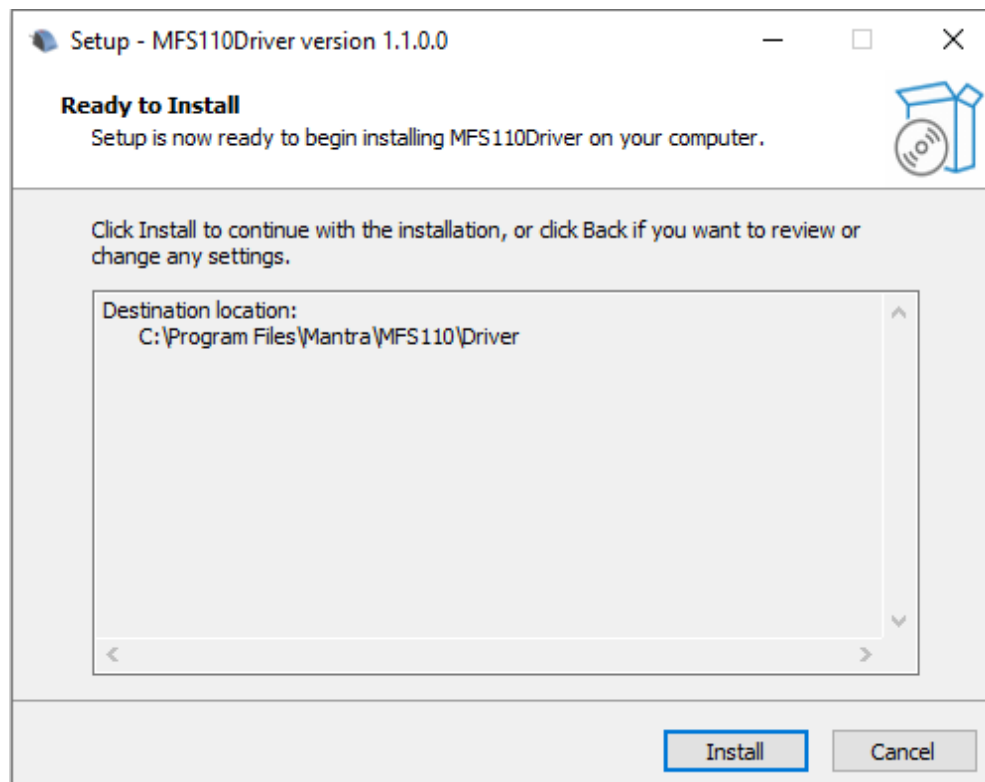 Setup - MFS110Driver version 1.1.0.0
Ready to Install
Setup is now ready to begin installing MFS110Driver on your computer.
Click Install to continue with the installation, or click Back if you want to review or
change any settings.
Destination location:
C:\Program Files\Mantra\MFS110\Driver
Install
Cancel